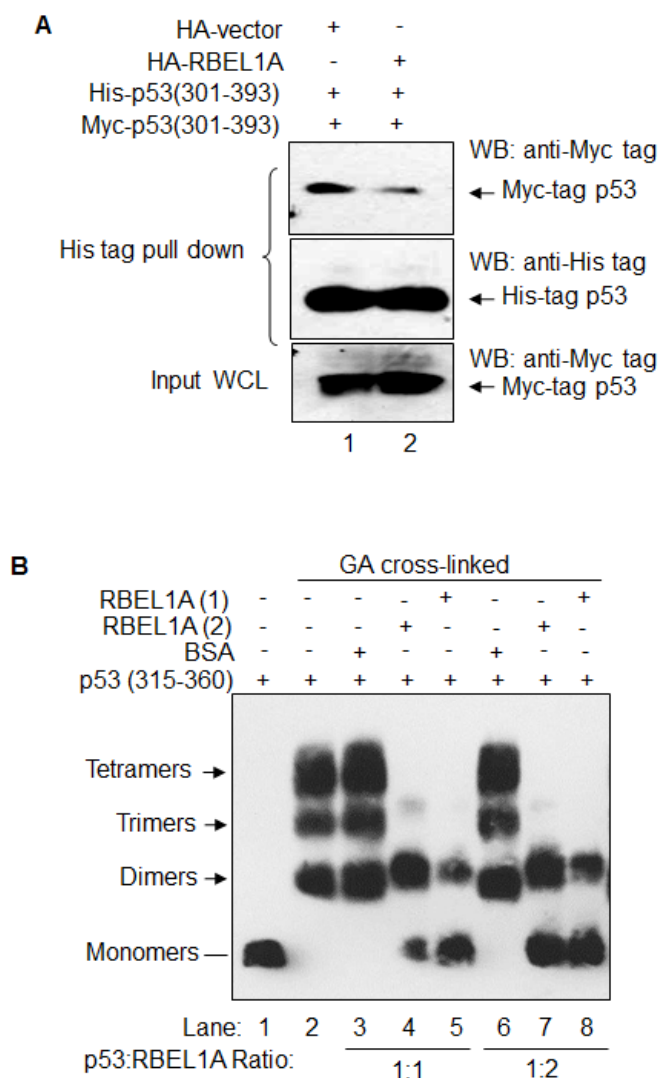 A
HA-vector + -
HA-RBEL1A - +
His-p53(301-393) + +
Myc-p53(301-393) + +
WB: anti-Myc tag
Myc-tag p53
His tag pull down
WB: anti-His tag
His-tag p53
Input WCL
WB: anti-Myc tag
Myc-tag p53
1 2
B
GA cross-linked
RBEL1A (1) - - - - + - - +
RBEL1A (2) - - - + - - + -
BSA - - + - - + - -
p53 (315-360) + + + + + + + +
Tetramers
Trimers
Dimers
Monomers
Lane: 1 2 3 4 5 6 7 8
p53:RBEL1A Ratio: 1:1 1:2